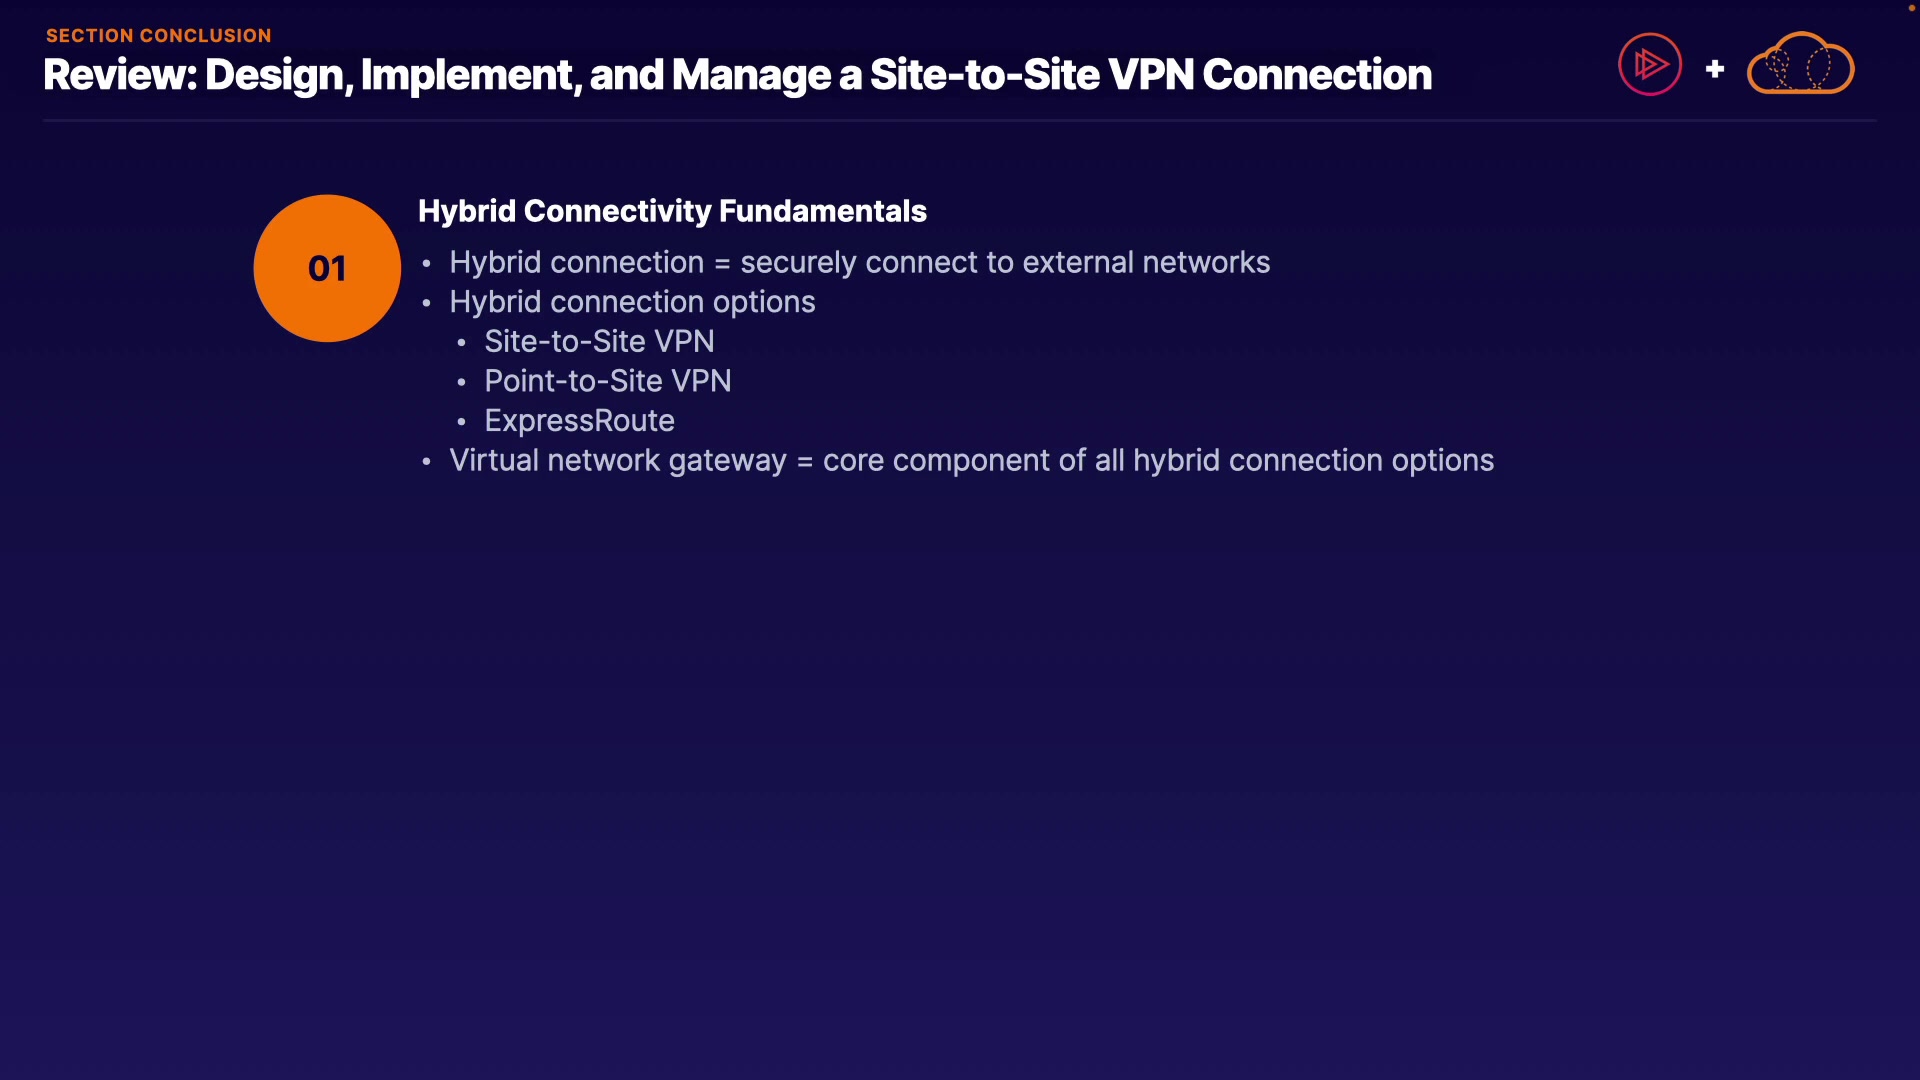 SECTION CONCLUSION
Review: Design, Implement, and Manage a Site-to-Site VPN Connection
+
01
Hybrid Connectivity Fundamentals
• Hybrid connection = securely connect to external networks
• Hybrid connection options
• Site-to-Site VPN
• Point-to-Site VPN
• ExpressRoute
• Virtual network gateway = core component of all hybrid connection options